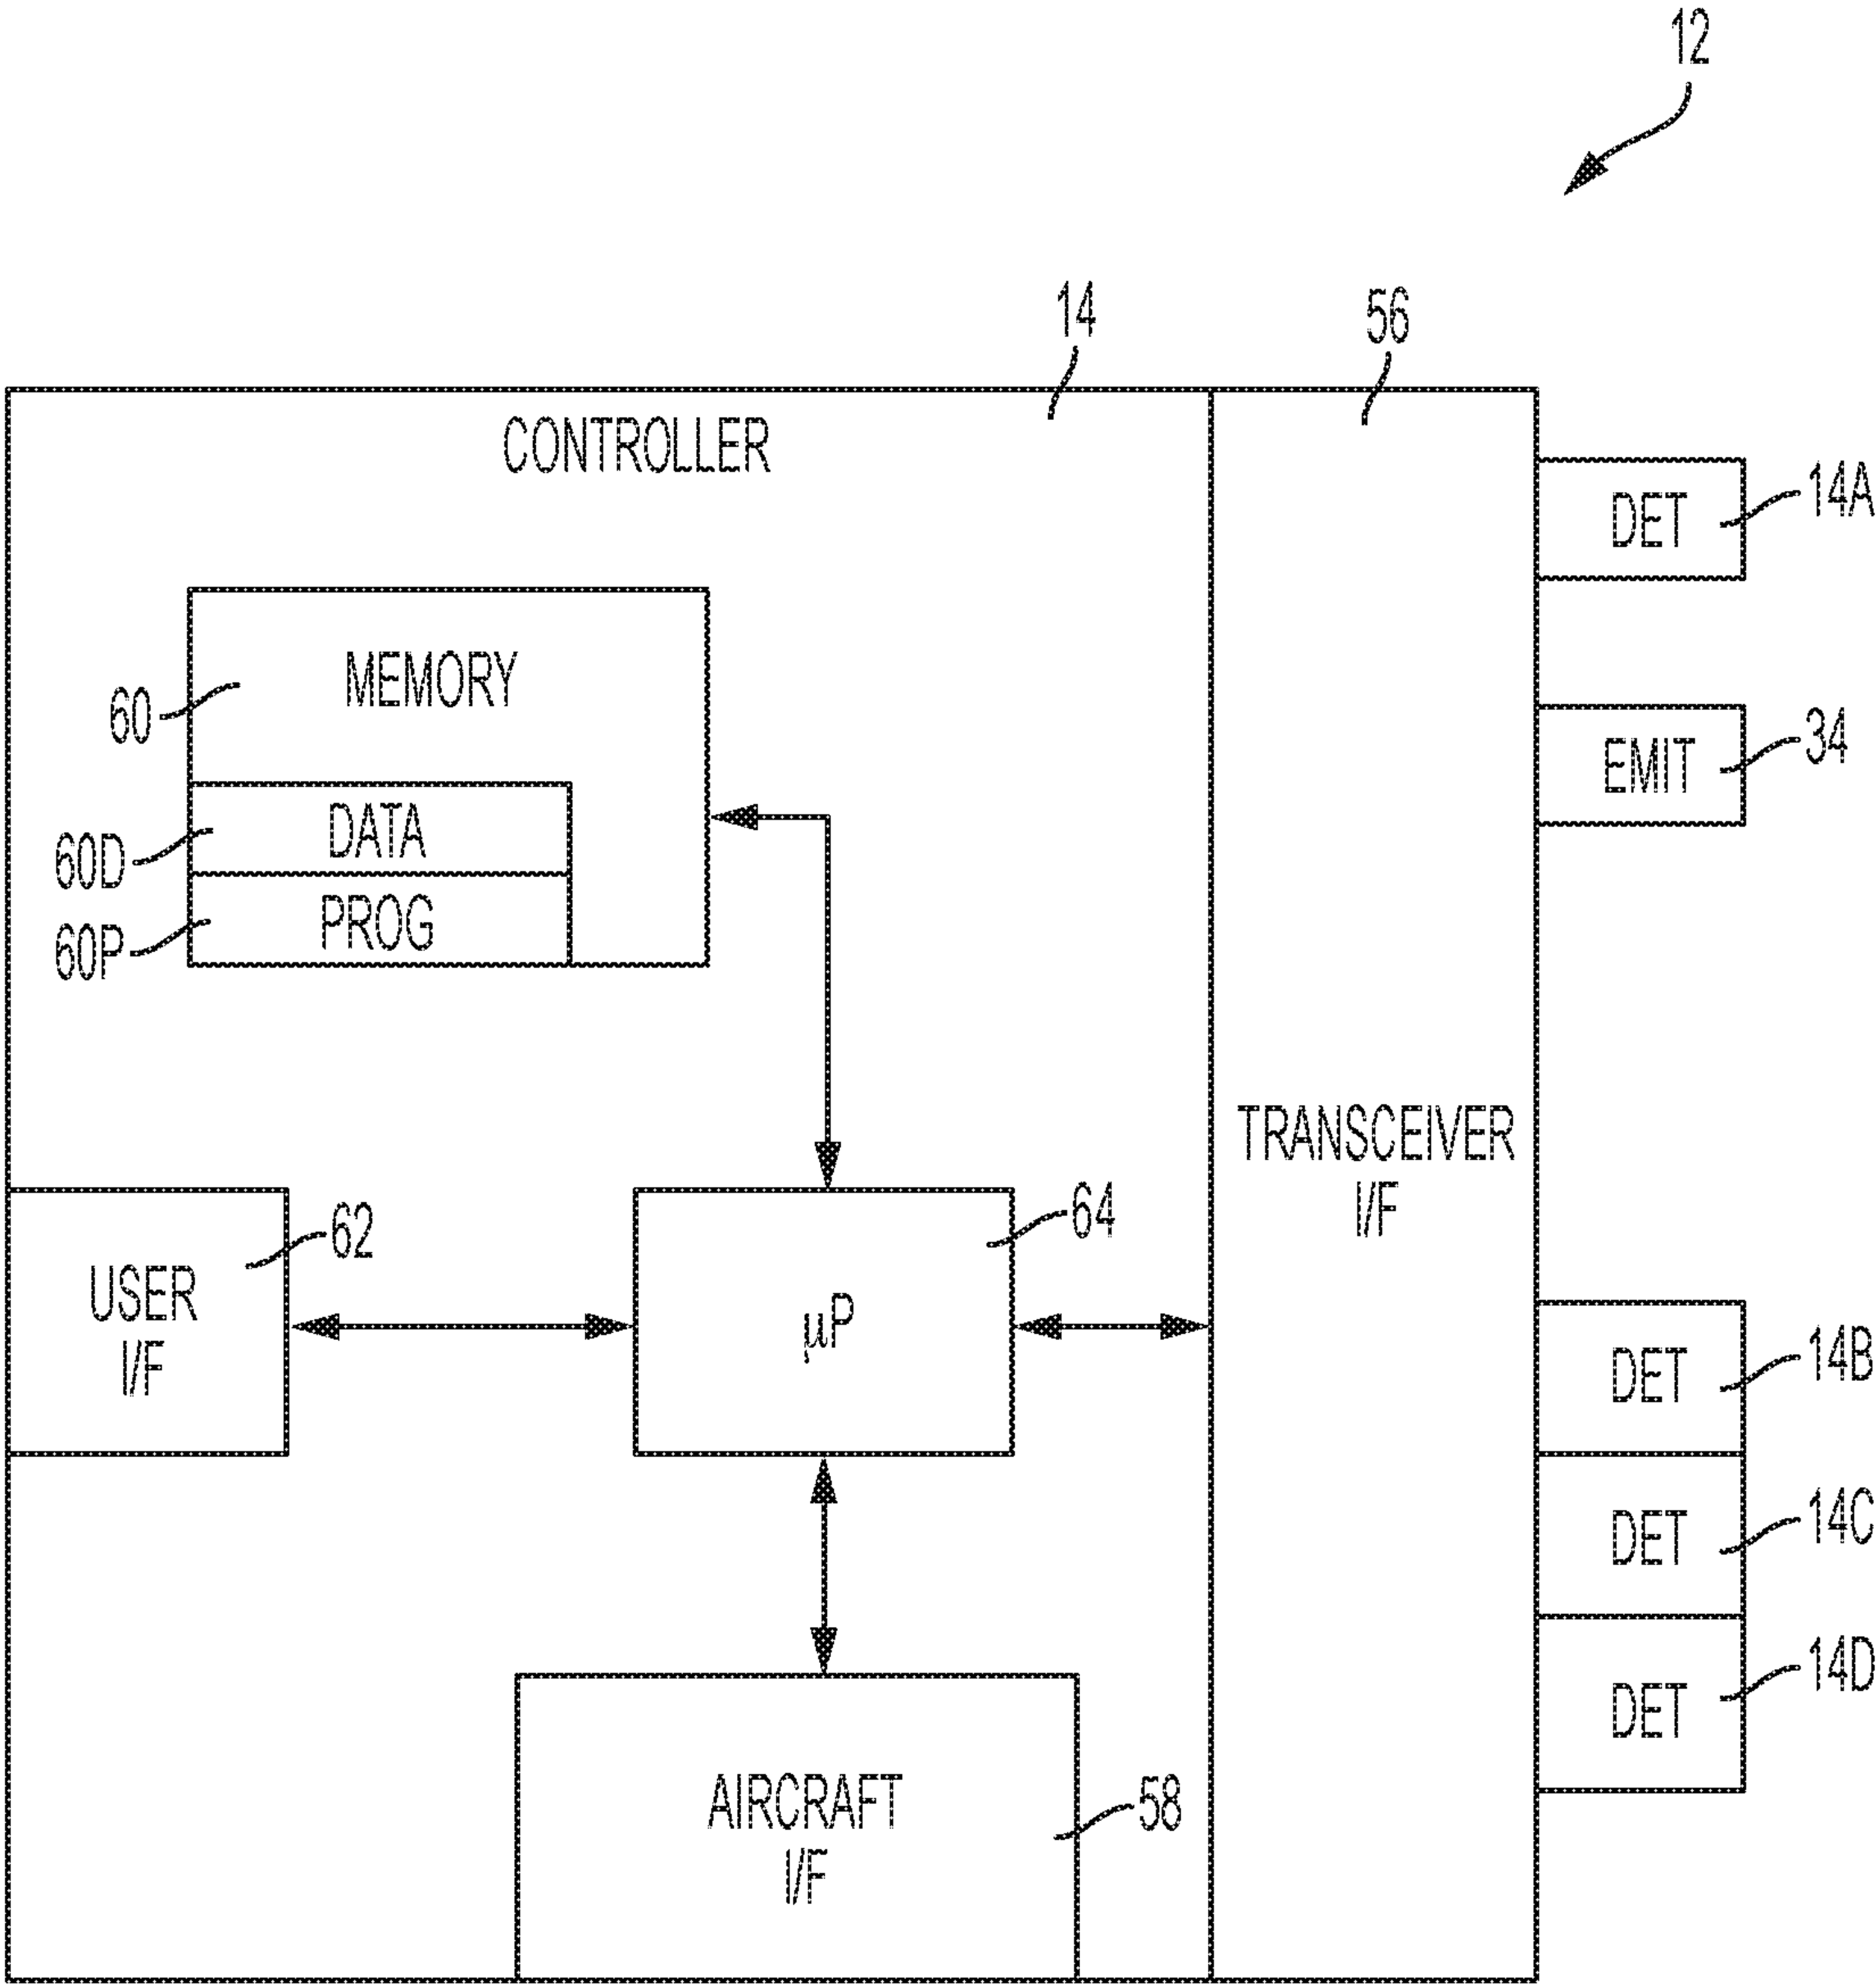 12
14
56
CONTROLLER
DET
14A
MEMORY
60
EMIT
34
DATA
60D
PROG
60P
TRANSCEIVER
I/F
62
64
USER
I/F
µP
DET
14B
DET
14C
DET
14D
AIRCRAFT
I/F
58